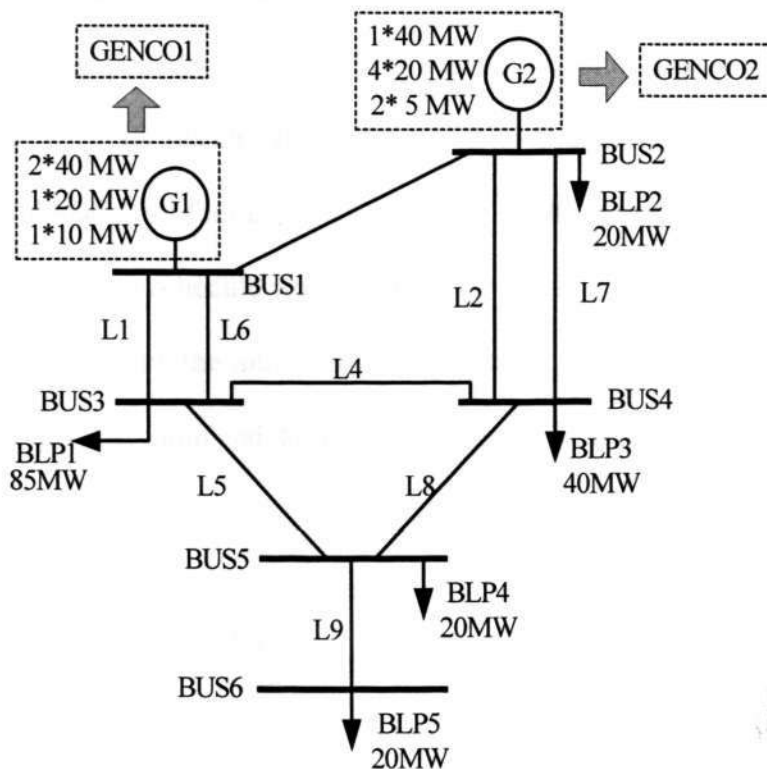 GENCO1
1*40 MW
4*20 MW
2* 5 MW
G2
GENCO2
2*40 MW
1*20 MW
1*10 MW
G1
BUS2
BLP2
20MW
BUS1
L1
L6
L2
L7
L4
BUS3
BUS4
BLP1
85MW
BLP3
40MW
L5
L8
BUS5
BLP4
20MW
L9
BUS6
BLP5
20MW